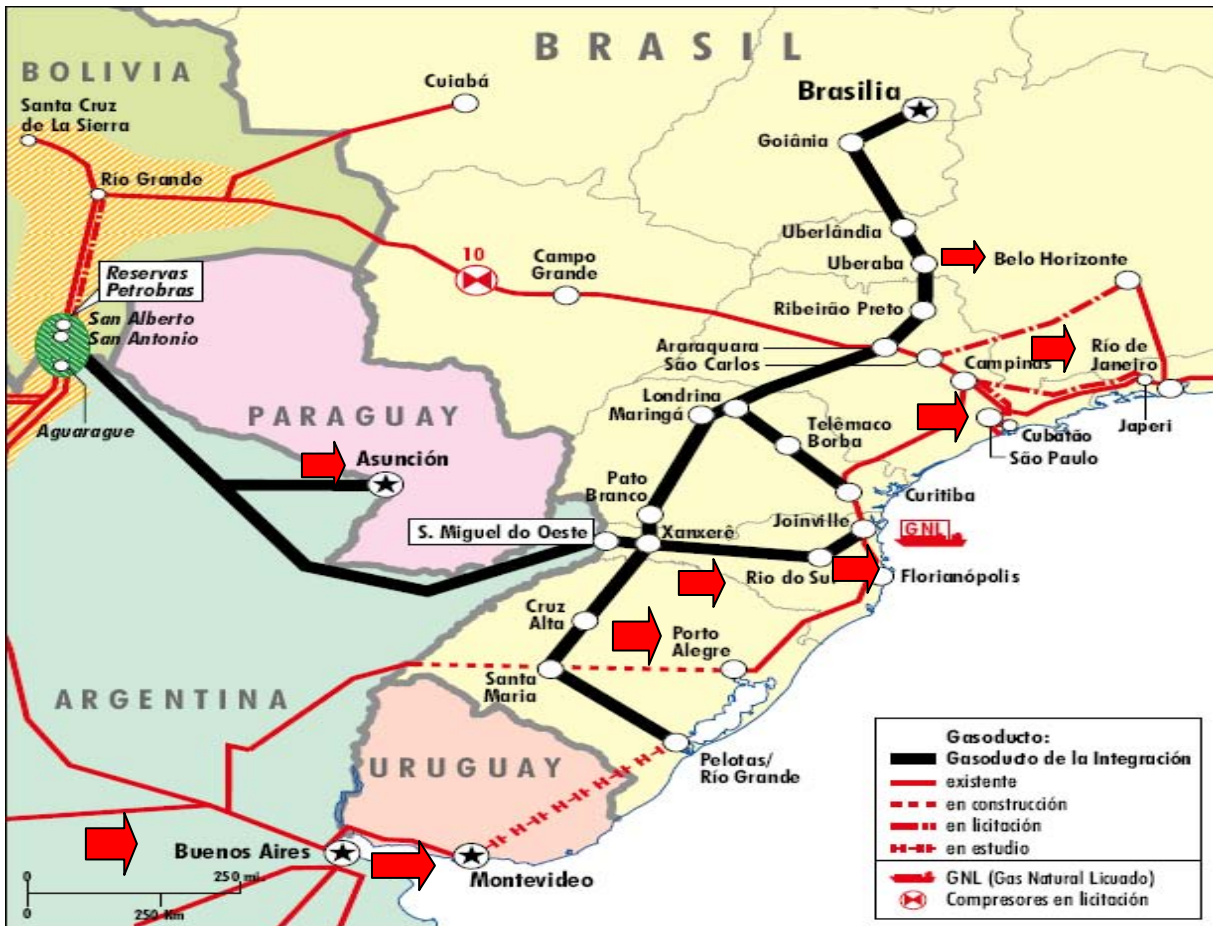 BRASIL
BOLIVIA
Cuiabá
Santa Cruz
de La Sierra
Brasilia
Goiânia
Rio Grande
Uberlândia
10
Campo
Grande
Uberaba
Belo Horizonte
Reservas
Petrobras
San Alberto
San Antonio
Ribeirão Preto
Araraquara
São Carlos
Río de
Janeiro
Campinas
Londrina
Maringá
PARAGUAY
Aguarague
Telêmaco
Borba
Cubatão
São Paulo
Japeri
Asunción
Pato
Branco
Curitiba
S. Miguel do Oeste
Xanxerê
Joinville
GNL
Rio do Sul
Florianópolis
Cruz
Alta
Porto
Alegre
Santa
Maria
ARGENTINA
URUGUAY
Pelotas/
Río Grande
Buenos Aires
Montevideo
0 250 mi.
0 250 Km
Gasoducto:
Gasoducto de la Integración
existente
en construcción
en licitación
en estudio
GNL (Gas Natural Licuado)
Compresores en licitación